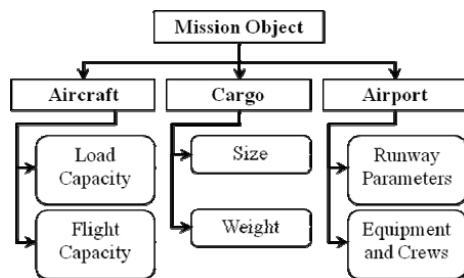 Mission Object
Aircraft
Cargo
Airport
Load
Capacity
Size
Runway
Parameters
Flight
Capacity
Weight
Equipment
and Crews